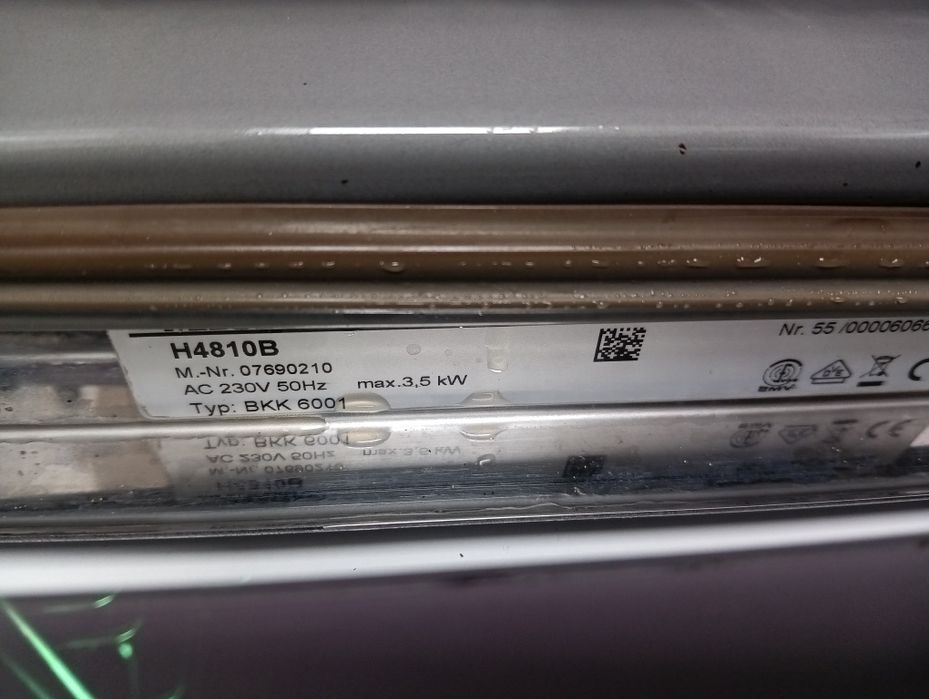 H4810B
Nr. 55 /00006066
M.-Nr. 07690210
AC 230V 50Hz max.3,5 kW
Typ: BKK 6001